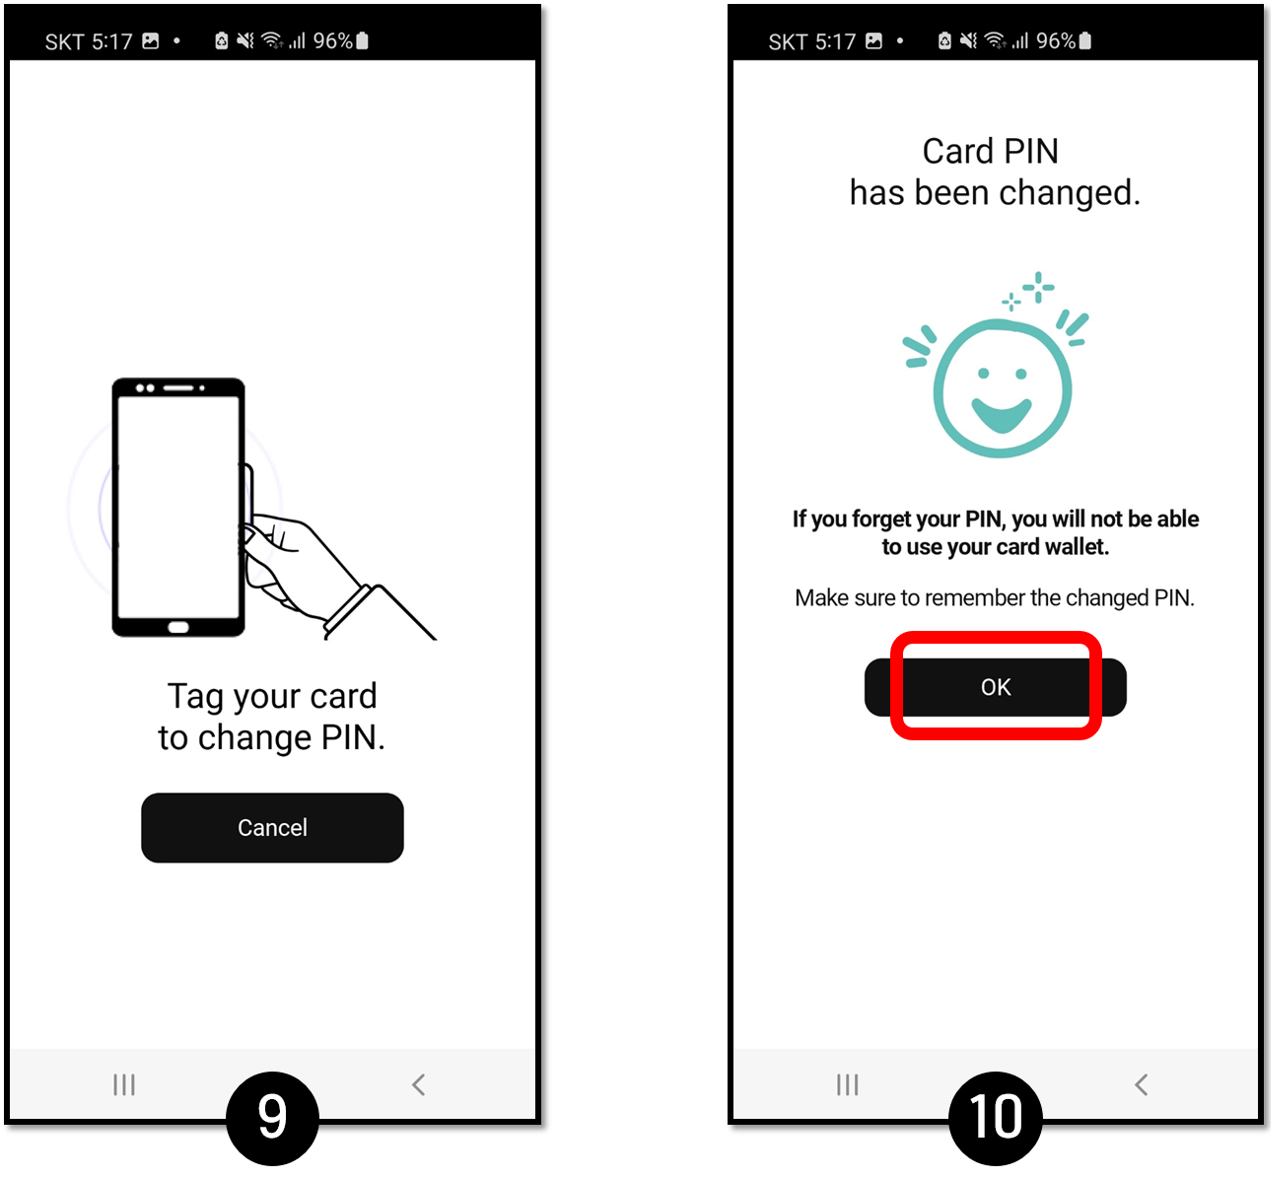 SKT 5:17 96%
Tag your card
to change PIN.
Cancel
9
SKT 5:17 96%
Card PIN
has been changed.
If you forget your PIN, you will not be able
to use your card wallet.
Make sure to remember the changed PIN.
OK
10